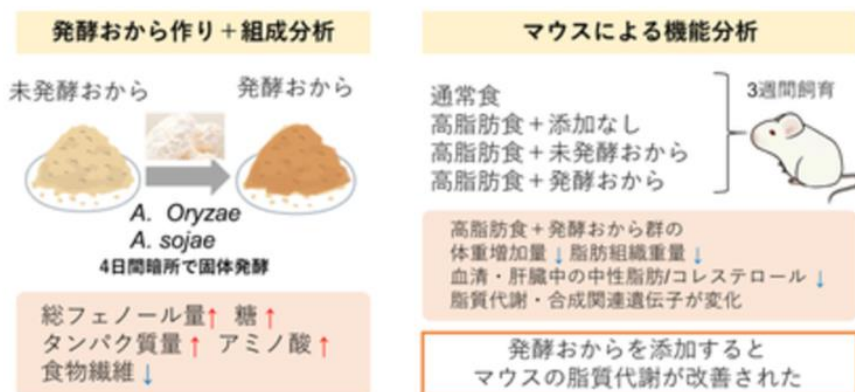 発酵おから作り＋組成分析
未発酵おから
発酵おから
A. Oryzae
A. sojae
4日間暗所で固体発酵
総フェノール量↑ 糖↑
タンパク質量↑ アミノ酸↑
食物繊維↓
マウスによる機能分析
通常食
高脂肪食＋添加なし
高脂肪食＋未発酵おから
高脂肪食＋発酵おから
3週間飼育
高脂肪食＋発酵おから群の
体重増加量↓脂肪組織重量↓
血清・肝臓中の中性脂肪/コレステロール↓
脂質代謝・合成関連遺伝子が変化
発酵おからを添加すると
マウスの脂質代謝が改善された